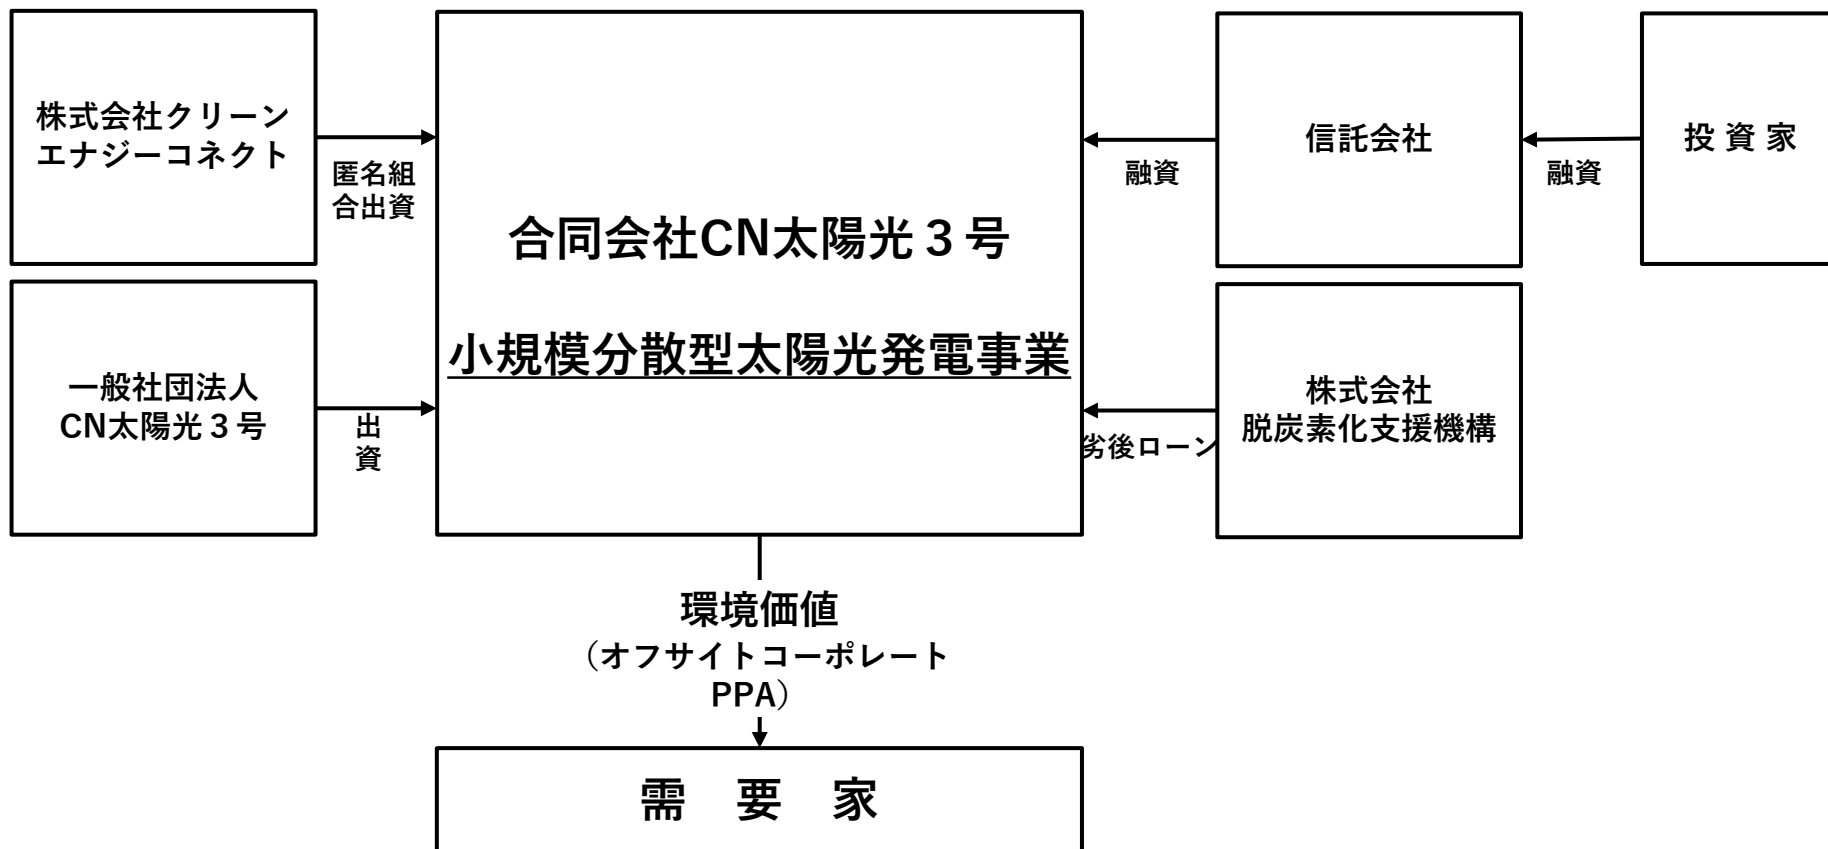 株式会社クリーン
エナジーコネクト
匿名組
合出資
一般社団法人
CN太陽光３号
出
資
合同会社CN太陽光３号
小規模分散型太陽光発電事業
融資
信託会社
融資
投 資 家
劣後ローン
株式会社
脱炭素化支援機構
環境価値
（オフサイトコーポレート
PPA）
需　要　家